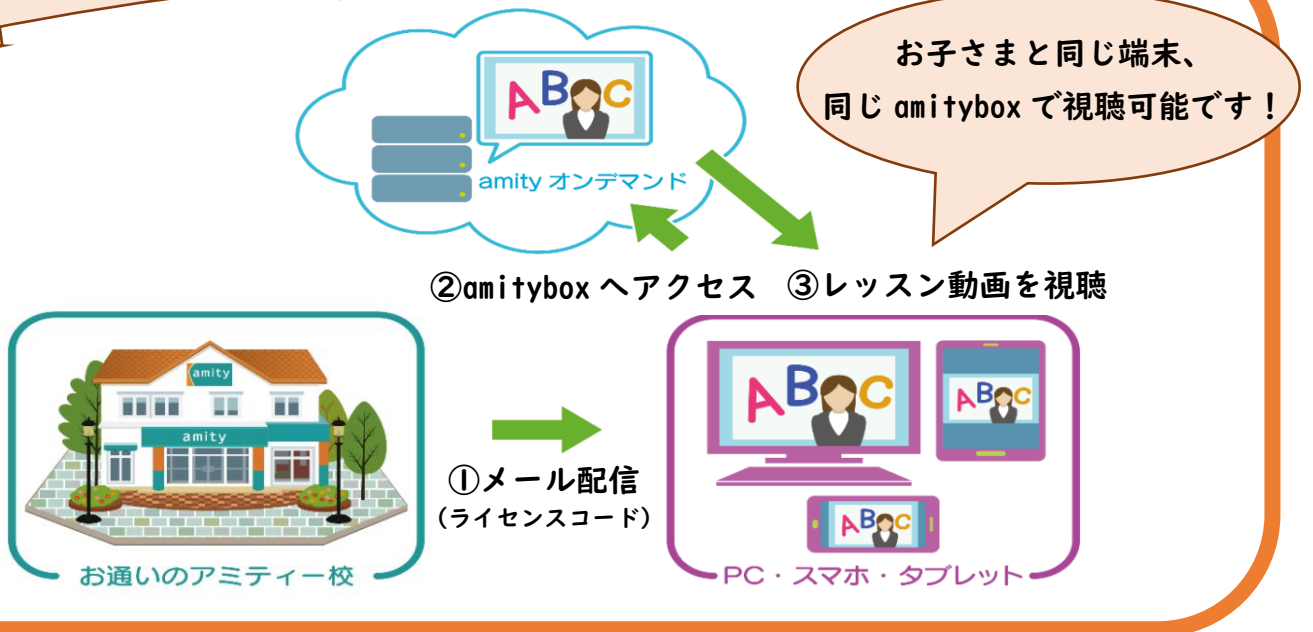 お子さまと同じ端末、
同じ amitybox で視聴可能です！
ABC
amity オンデマンド
②amitybox へアクセス
③レッスン動画を視聴
amity
amity
お通いのアミティー校
①メール配信
(ライセンスコード)
ABC
ABC
ABC
PC・スマホ・タブレット